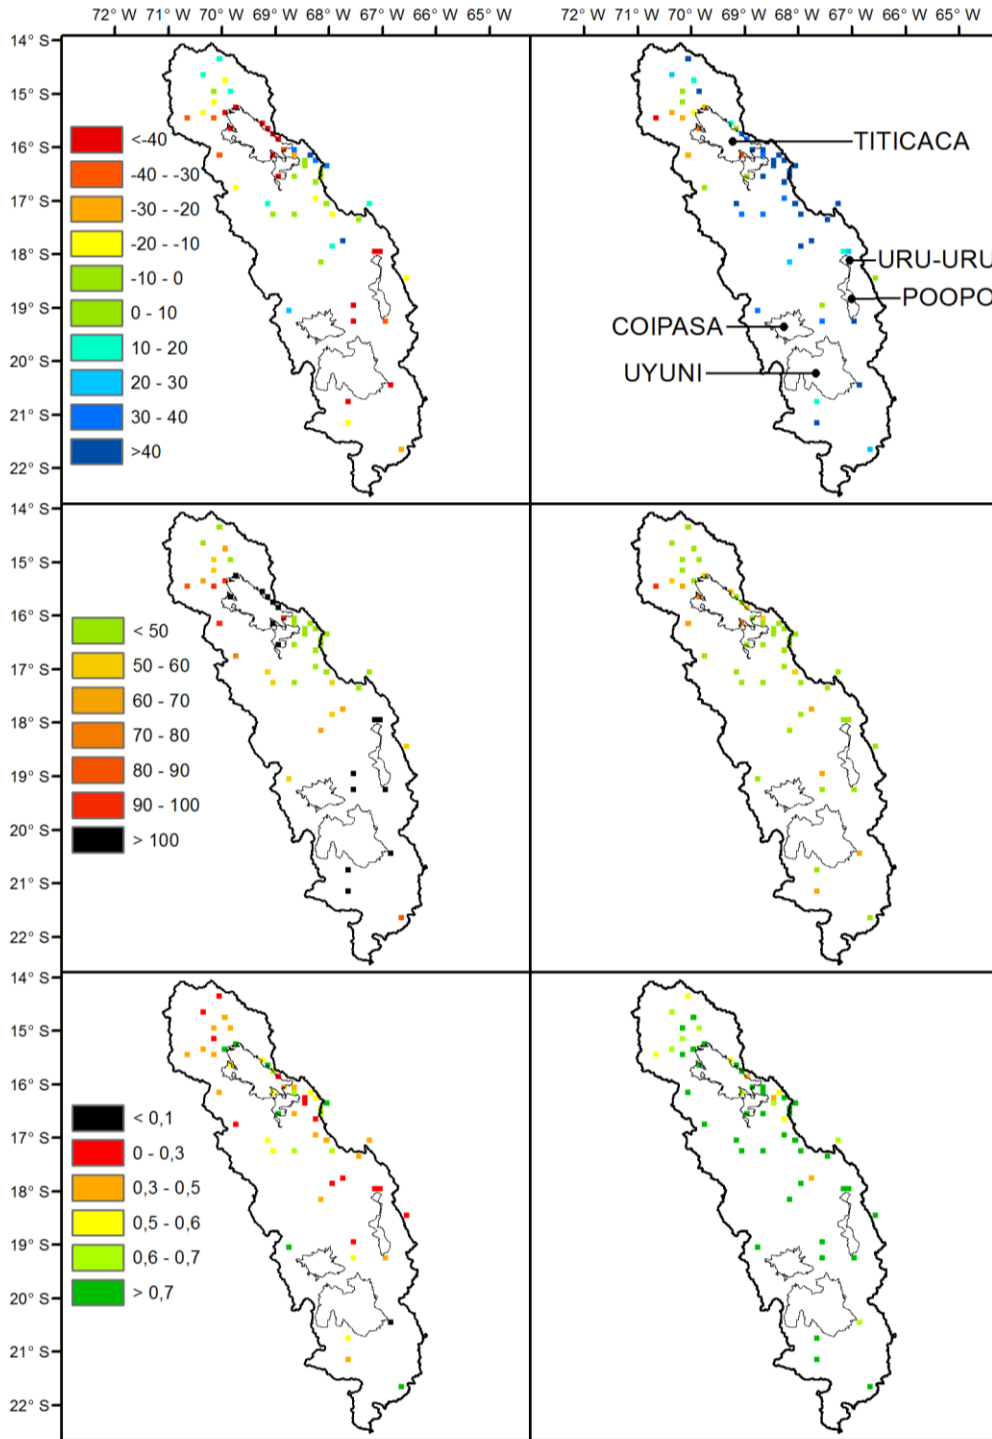 72° W 71° W 70° W 69° W 68° W 67° W 66° W 65° W
72° W 71° W 70° W 69° W 68° W 67° W 66° W 65° W
14° S
15° S
16° S
17° S
18° S
19° S
20° S
21° S
22° S
<-40
-40 - -30
-30 - -20
-20 - -10
-10 - 0
0 - 10
10 - 20
20 - 30
30 - 40
>40
TITICACA
URU-URU
POOPO
COIPASA
UYUNI
14° S
15° S
16° S
17° S
18° S
19° S
20° S
21° S
22° S
< 50
50 - 60
60 - 70
70 - 80
80 - 90
90 - 100
> 100
14° S
15° S
16° S
17° S
18° S
19° S
20° S
21° S
22° S
< 0,1
0 - 0,3
0,3 - 0,5
0,5 - 0,6
0,6 - 0,7
> 0,7